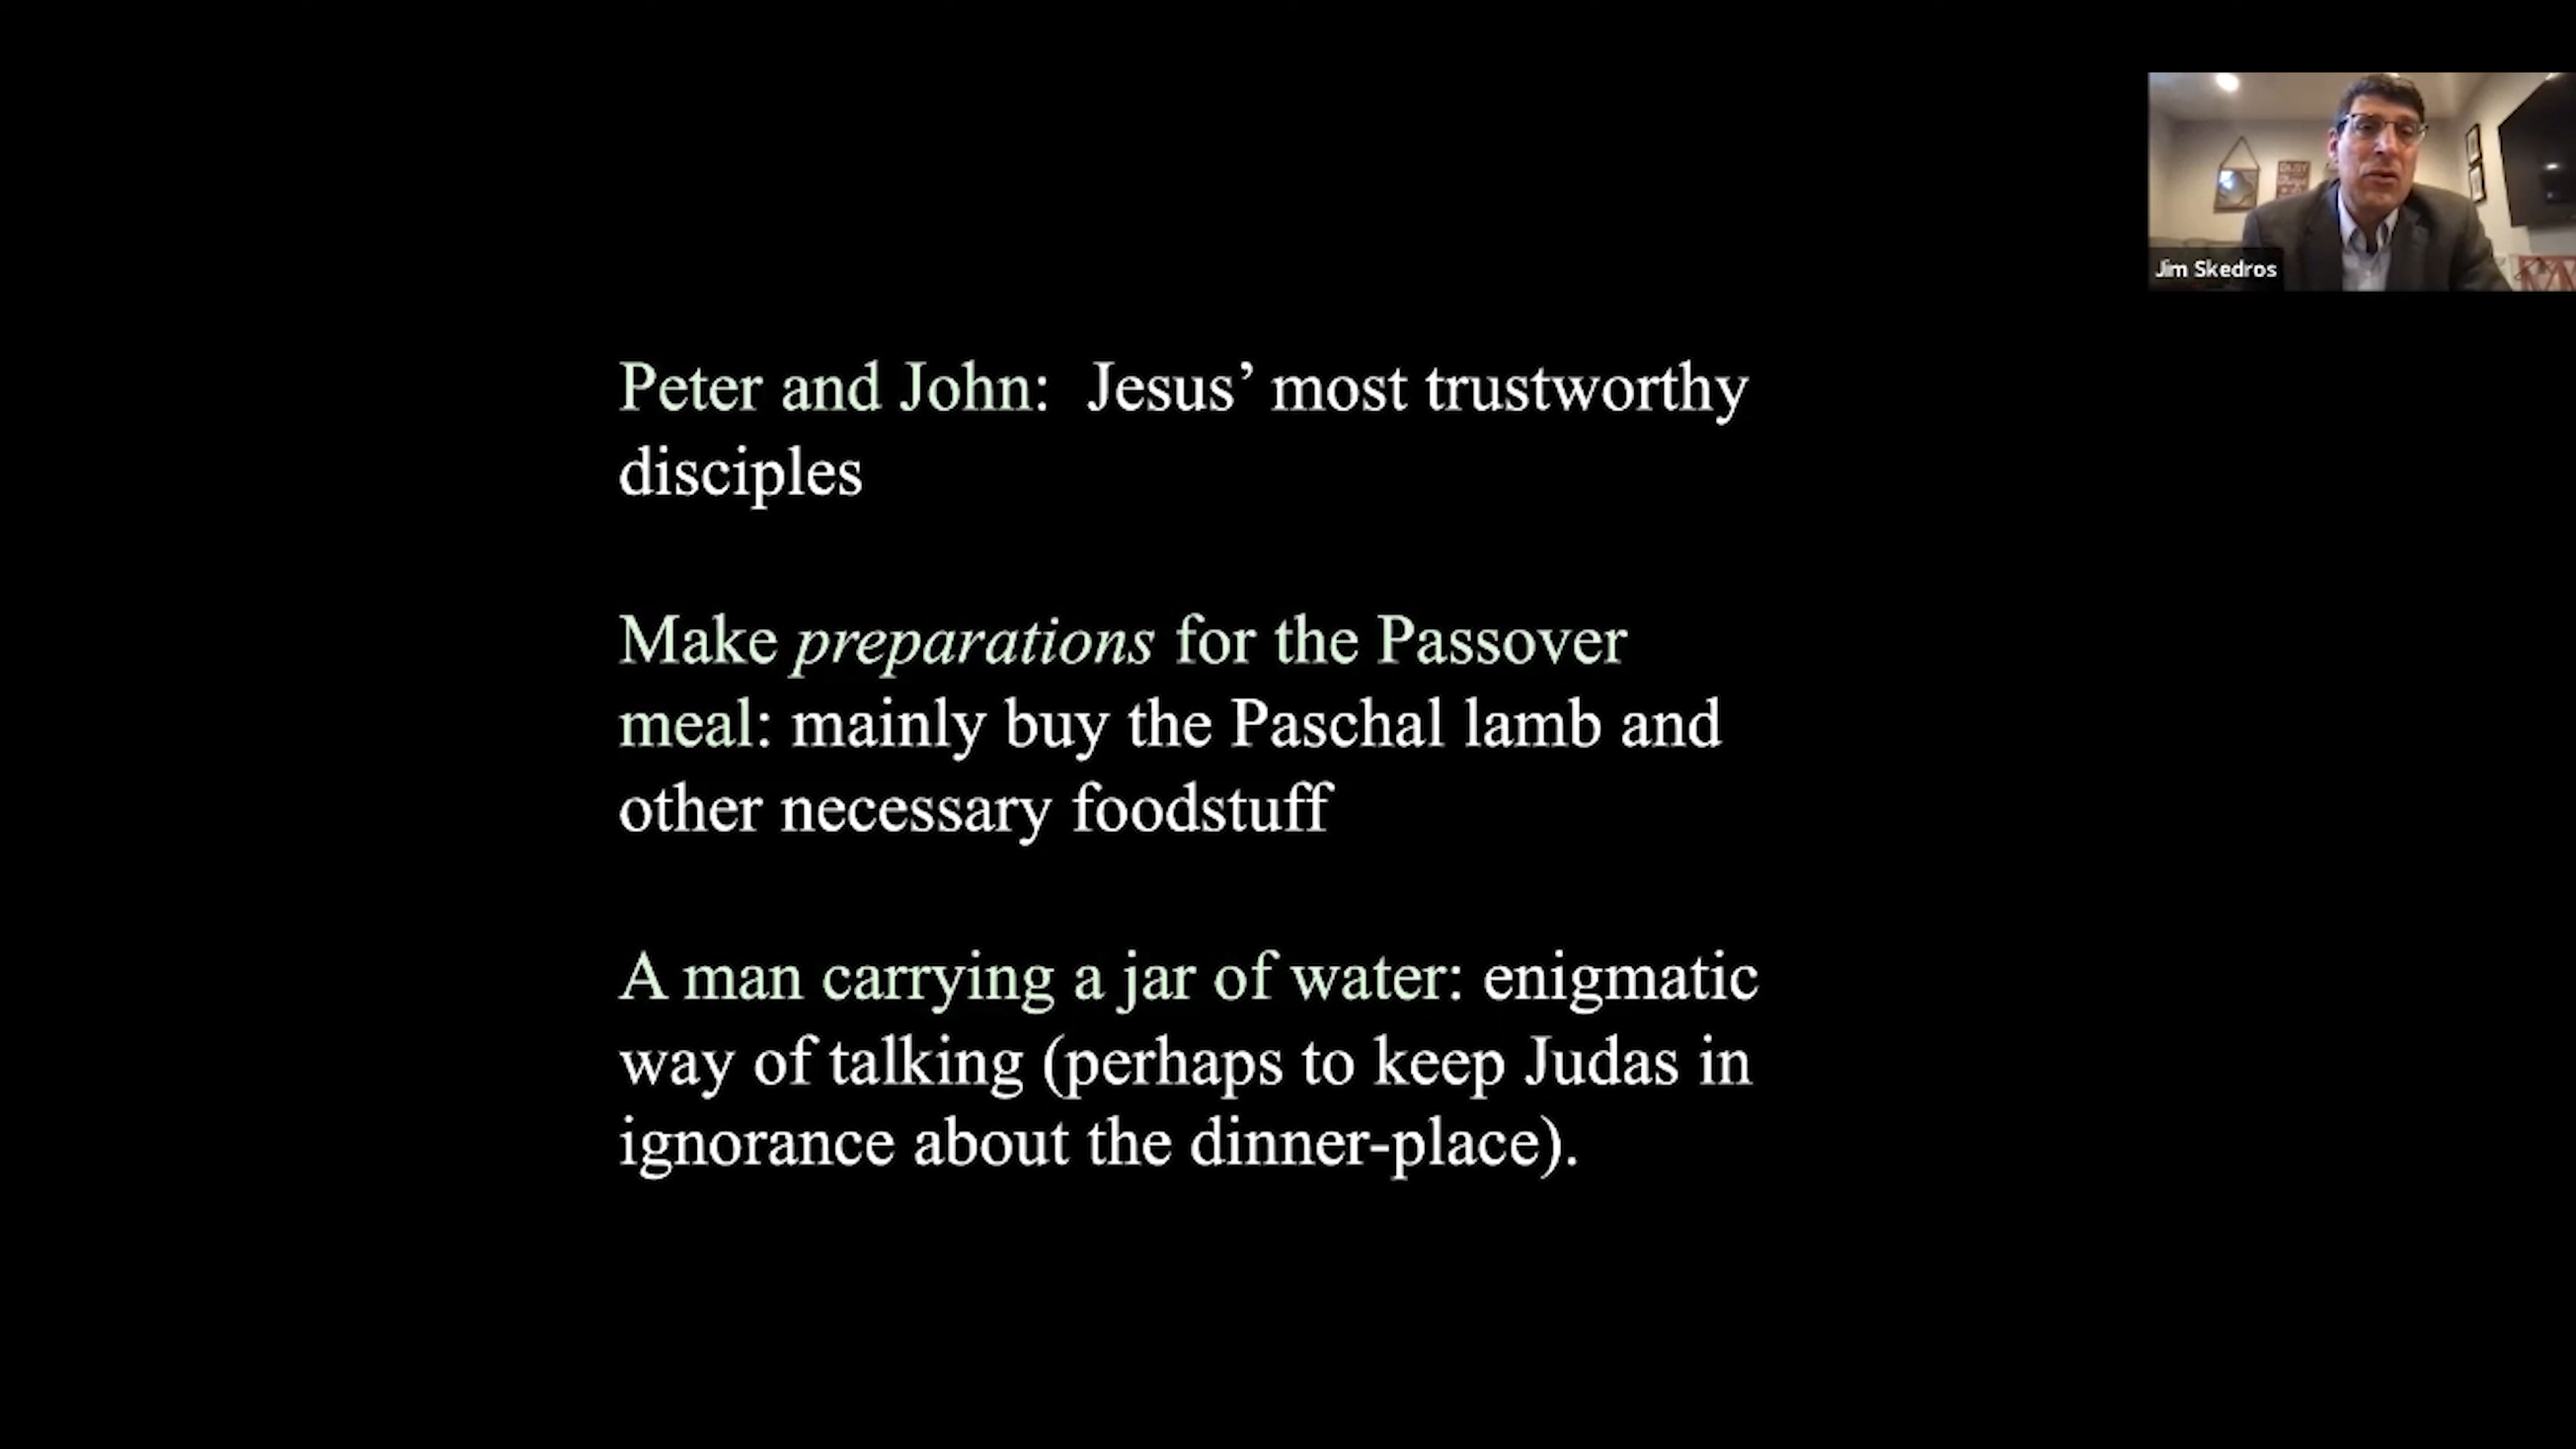 Jim Skedros
Peter and John:  Jesus’ most trustworthy
disciples
Make preparations for the Passover
meal: mainly buy the Paschal lamb and
other necessary foodstuff
A man carrying a jar of water: enigmatic
way of talking (perhaps to keep Judas in
ignorance about the dinner-place).